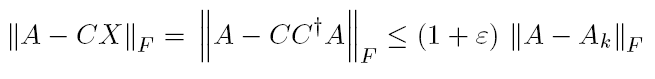 ‖A − CX‖_F = ‖A − CC^†A‖_F ≤ (1 + ε) ‖A − A_k‖_F